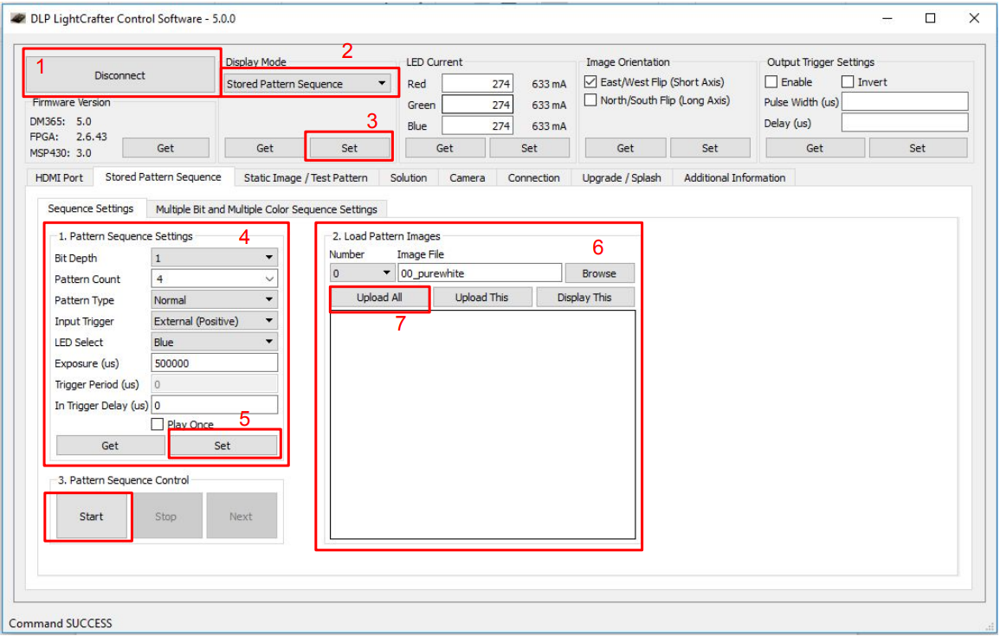 DLP LightCrafter Control Software - 5.0.0
1
Disconnect
Firmware Version
DM365: 5.0
FPGA: 2.6.43
MSP430: 3.0
Get
Display Mode
2
Stored Pattern Sequence
3
Get
Set
LED Current
Red 274 633 mA
Green 274 633 mA
Blue 274 633 mA
Get
Set
Image Orientation
East/West Flip (Short Axis)
North/South Flip (Long Axis)
Get
Set
Output Trigger Settings
Enable
Invert
Pulse Width (us)
Delay (us)
Get
Set
HDMI Port
Stored Pattern Sequence
Static Image / Test Pattern
Solution
Camera
Connection
Upgrade / Splash
Additional Information
Sequence Settings
Multiple Bit and Multiple Color Sequence Settings
1. Pattern Sequence Settings
4
Bit Depth 1
Pattern Count 4
Pattern Type Normal
Input Trigger External (Positive)
LED Select Blue
Exposure (us) 500000
Trigger Period (us) 0
In Trigger Delay (us) 0
Play Once
5
Get
Set
3. Pattern Sequence Control
Start
Stop
Next
2. Load Pattern Images
6
Number
Image File
0
00_purewhite
Browse
Upload All
Upload This
Display This
7
Command SUCCESS